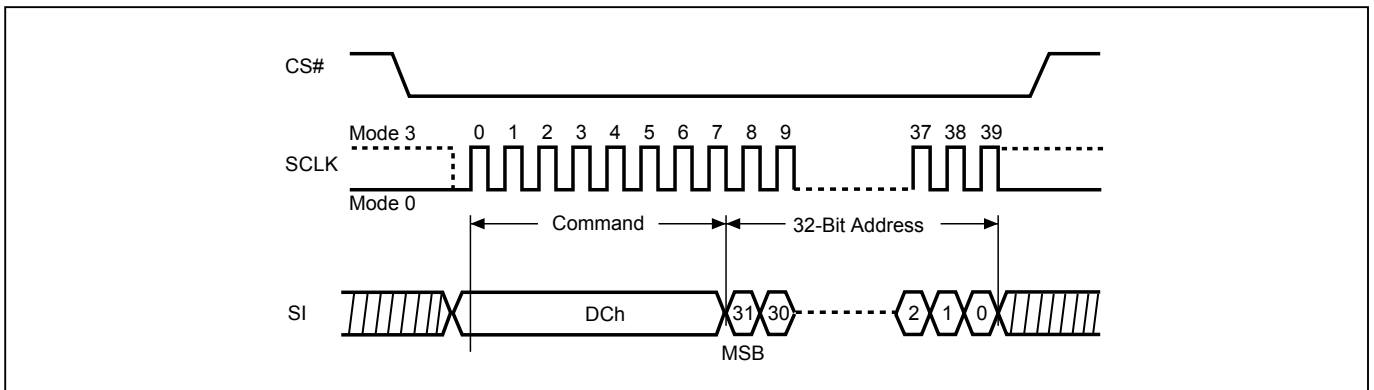 CS#
Mode 3
0 1 2 3 4 5 6 7 8 9 37 38 39
SCLK
Mode 0
Command 32-Bit Address
SI DCh 31 30 2 1 0
MSB